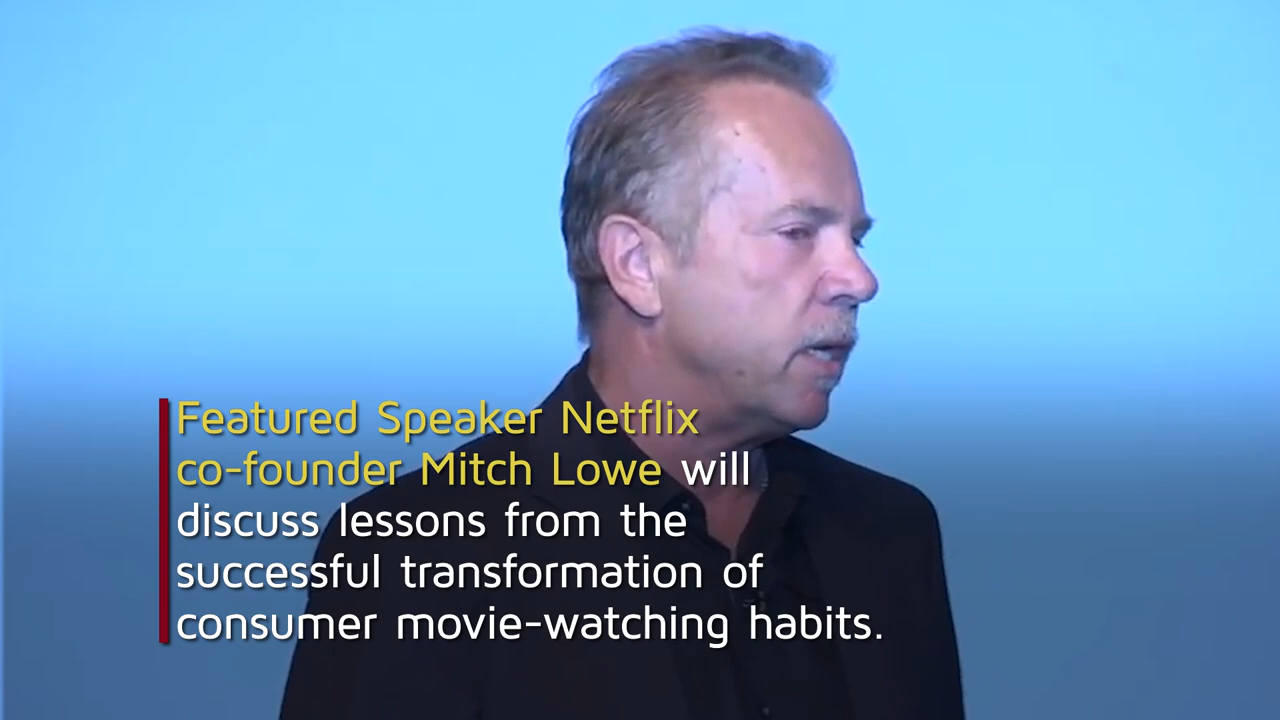 Featured Speaker Netflix
co-founder Mitch Lowe will
discuss lessons from the
successful transformation of
consumer movie-watching habits.